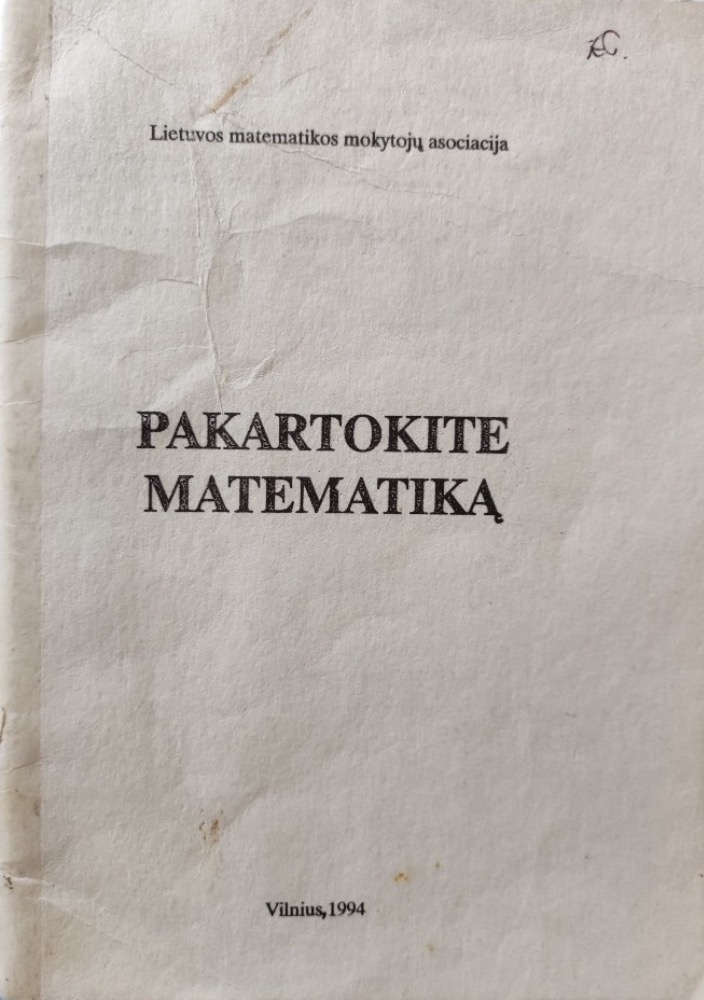 Lietuvos matematikos mokytojų asociacija
PAKARTOKITE
MATEMATIKĄ
Vilnius, 1994